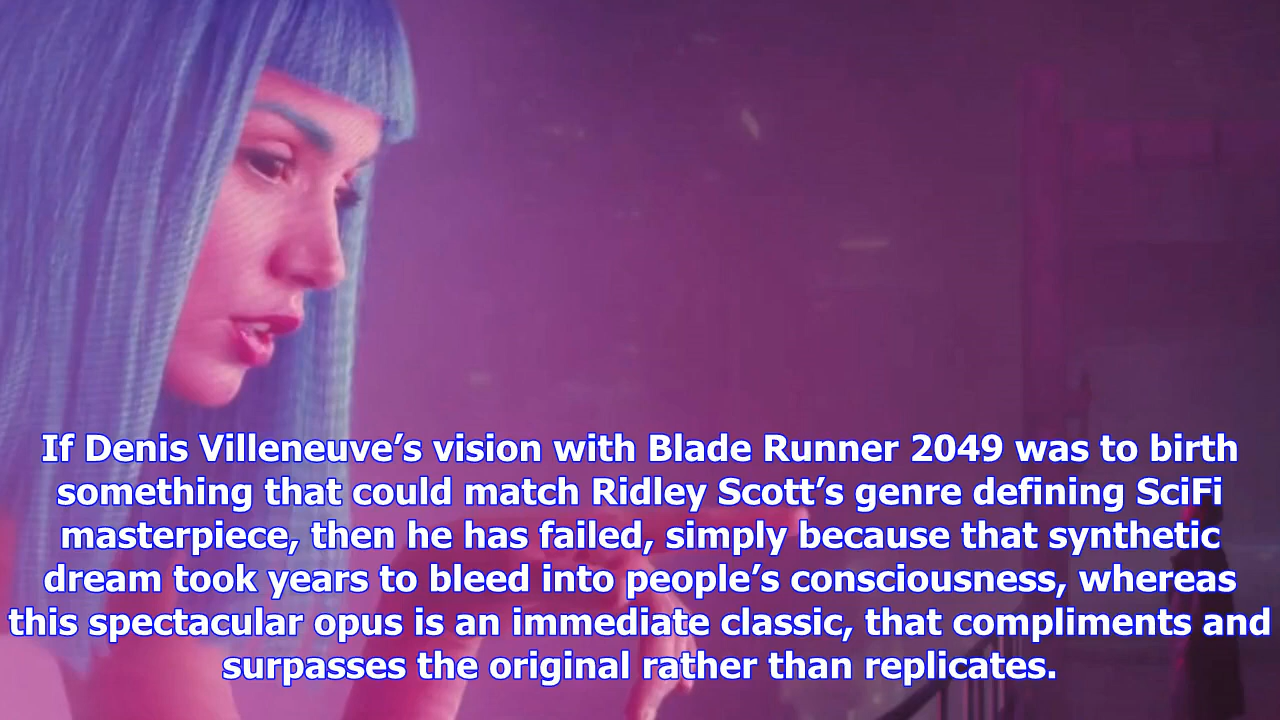 If Denis Villeneuve’s vision with Blade Runner 2049 was to birth
something that could match Ridley Scott’s genre defining SciFi
masterpiece, then he has failed, simply because that synthetic
dream took years to bleed into people’s consciousness, whereas
this spectacular opus is an immediate classic, that compliments and
surpasses the original rather than replicates.